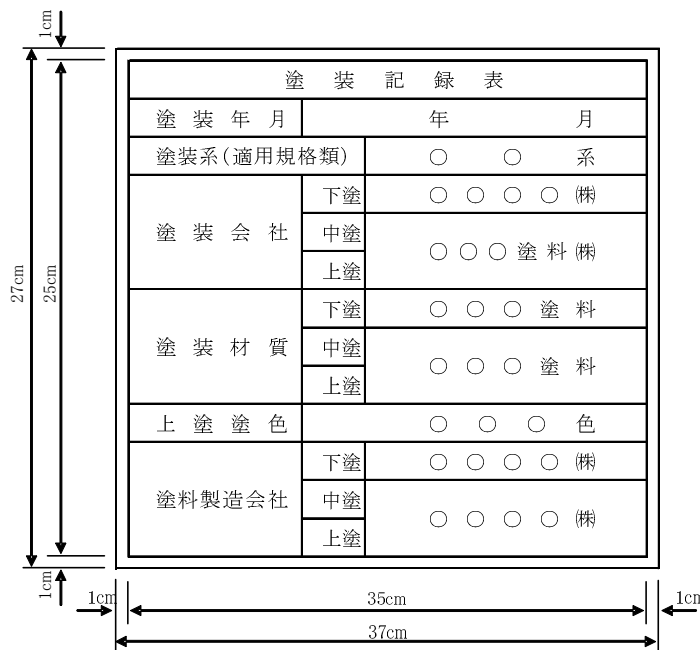 1cm
塗装記録表
塗装年月 年 月
塗装系(適用規格類) ○ ○ 系
塗装会社 下塗 ○○○○㈱
中塗 ○○○塗料㈱
上塗
塗装材質 下塗 ○○○塗料
中塗 ○○○塗料
上塗
上塗塗色 ○○○色
塗料製造会社 下塗 ○○○○㈱
中塗 ○○○○㈱
上塗
27cm
25cm
1cm
1cm 35cm 1cm
37cm